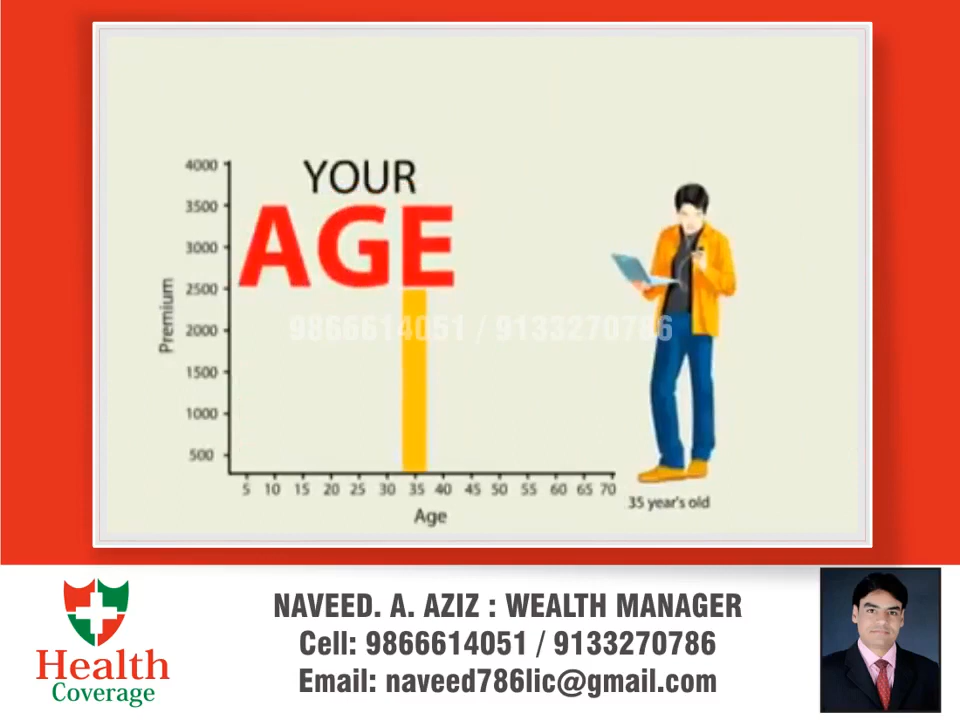 YOUR
AGE
4000
3500
3000
2500
2000
1500
1000
500
Premium
5 10 15 20 25 30 35 40 45 50 55 60 65 70
Age
35 year's old
9866614051 / 9133270786
Health
Coverage
NAVEED. A. AZIZ : WEALTH MANAGER
Cell: 9866614051 / 9133270786
Email: naveed786lic@gmail.com